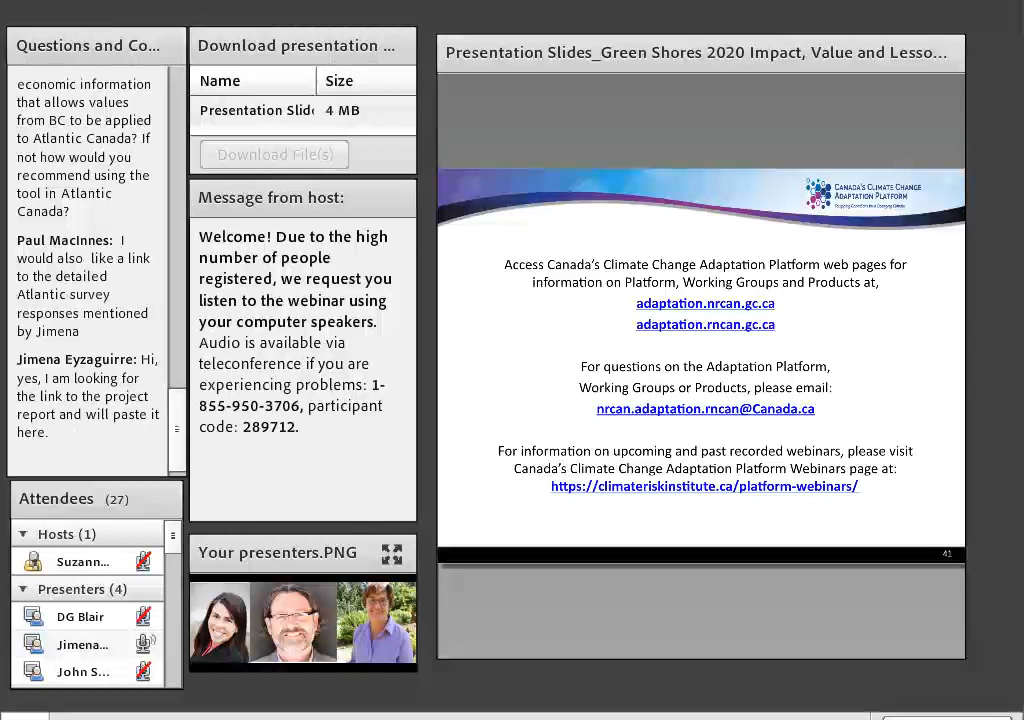 Questions and Co...
economic information
that allows values
from BC to be applied
to Atlantic Canada? If
not how would you
recommend using the
tool in Atlantic
Canada?
Paul MacInnes: I
would also like a link
to the detailed
Atlantic survey
responses mentioned
by Jimena
Jimena Eyzaguirre: Hi,
yes, I am looking for
the link to the project
report and will paste it
here.
Attendees (27)
Hosts (1)
Suzann...
Presenters (4)
DG Blair
Jimena...
John S...
Download presentation ...
Name Size
Presentation Slid 4 MB
Download File(s)
Message from host:
Welcome! Due to the high
number of people
registered, we request you
listen to the webinar using
your computer speakers.
Audio is available via
teleconference if you are
experiencing problems: 1-
855-950-3706, participant
code: 289712.
Your presenters.PNG
Presentation Slides_Green Shores 2020 Impact, Value and Lesso...
CANADA'S CLIMATE CHANGE
ADAPTATION PLATFORM
Access Canada's Climate Change Adaptation Platform web pages for
information on Platform, Working Groups and Products at,
adaptation.nrcan.gc.ca
adaptation.rncan.gc.ca
For questions on the Adaptation Platform,
Working Groups or Products, please email:
nrcan.adaptation.rncan@Canada.ca
For information on upcoming and past recorded webinars, please visit
Canada's Climate Change Adaptation Platform Webinars page at:
https://climateriskinstitute.ca/platform-webinars/
41